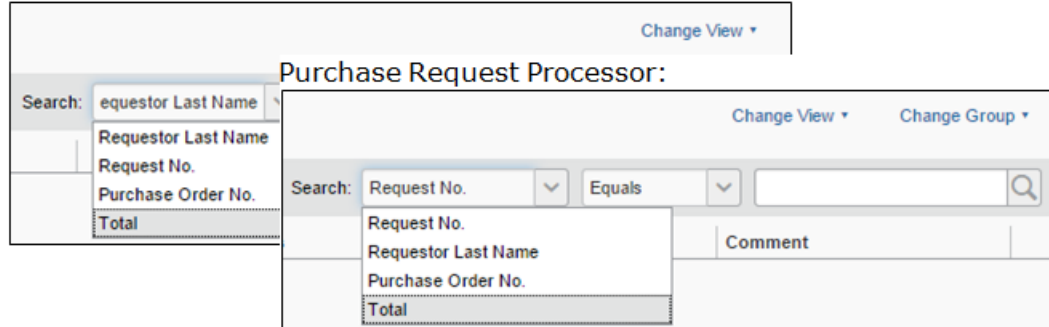 Change View ▾
Search: equestor Last Name
Requestor Last Name
Request No.
Purchase Order No.
Total
Purchase Request Processor:
Change View ▾ Change Group ▾
Search: Request No. Equals
Request No.
Requestor Last Name
Purchase Order No.
Total
Comment